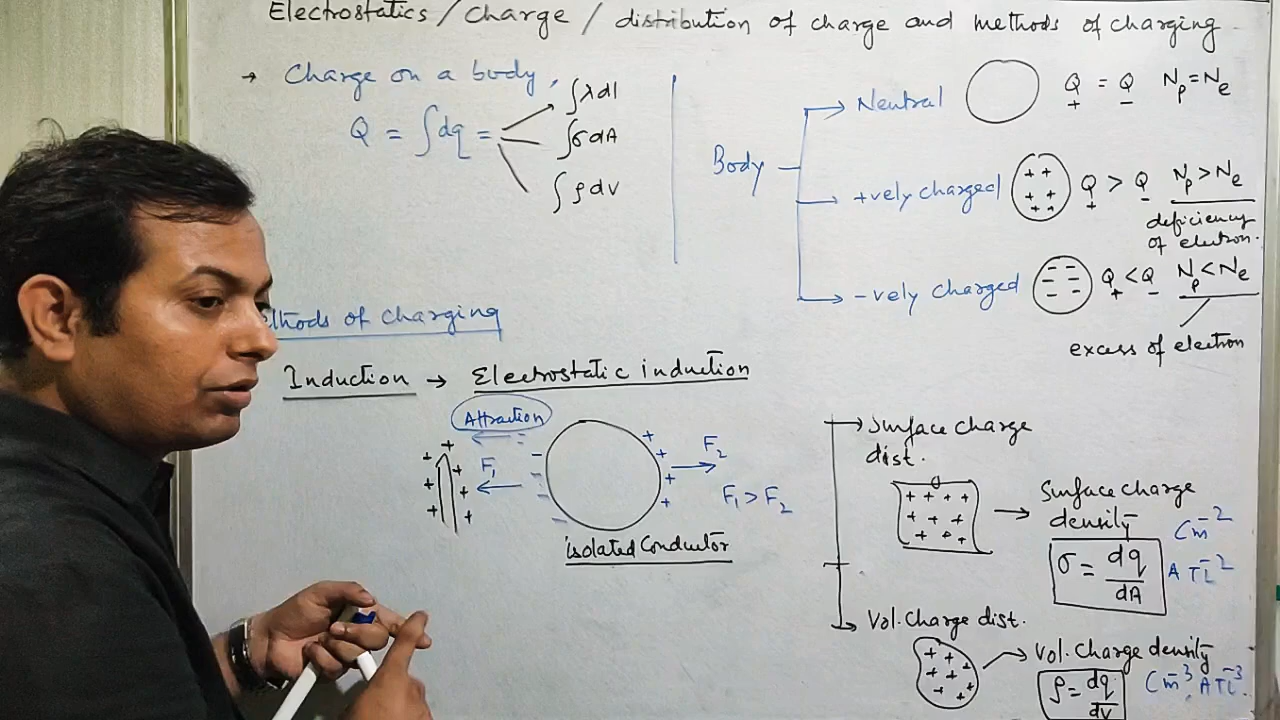 Electrostatics / charge / distribution of charge and methods of charging
→ Charge on a body,
Q = ∫dq =
∫λdl
∫σdA
∫ρdv
Body
Neutral Q+ = Q- Np = Ne
+vely charged + + + + + + Q+ > Q- Np > Ne
deficiency
of electron.
-vely charged - - - - - - Q+ < Q- Np < Ne
excess of electron
thods of charging
Induction → Electrostatic induction
Attraction
F1
F2
F1 > F2
isolated Conductor
Surface charge
dist.
Q
Surface charge
density
Cm⁻²
σ = dq/dA
ATL⁻²
Vol. Charge dist.
Vol. charge density
ρ = dq/dv
Cm⁻³, ATL⁻³